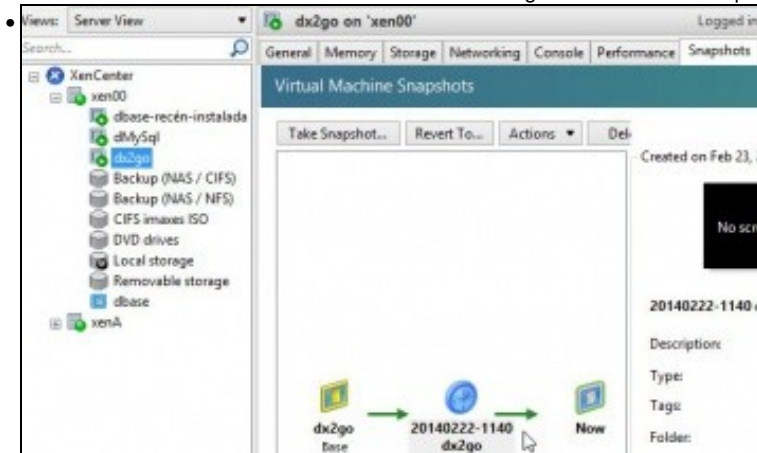 Views: Server View
Search...
XenCenter
xen00
dbase-recén-instalada
dMySql
dx2go
Backup (NAS / CIFS)
Backup (NAS / NFS)
CIFS imaxes ISO
DVD drives
Local storage
Removable storage
dbase
xenA
dx2go on 'xen00'
Logged in
General Memory Storage Networking Console Performance Snapshots
Virtual Machine Snapshots
Take Snapshot... Revert To... Actions Del
Created on Feb 23,
No scr
20140222-1140
Description:
Type:
Tags:
Folder:
dx2go
Base
20140222-1140
dx2go
Now